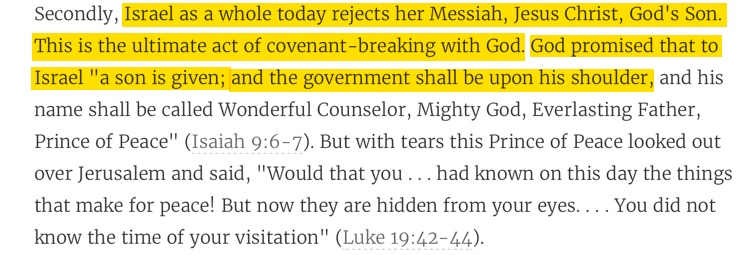 Secondly, Israel as a whole today rejects her Messiah, Jesus Christ, God's Son.
This is the ultimate act of covenant-breaking with God. God promised that to
Israel "a son is given; and the government shall be upon his shoulder, and his
name shall be called Wonderful Counselor, Mighty God, Everlasting Father,
Prince of Peace" (Isaiah 9:6-7). But with tears this Prince of Peace looked out
over Jerusalem and said, "Would that you . . . had known on this day the things
that make for peace! But now they are hidden from your eyes. . . . You did not
know the time of your visitation" (Luke 19:42-44).